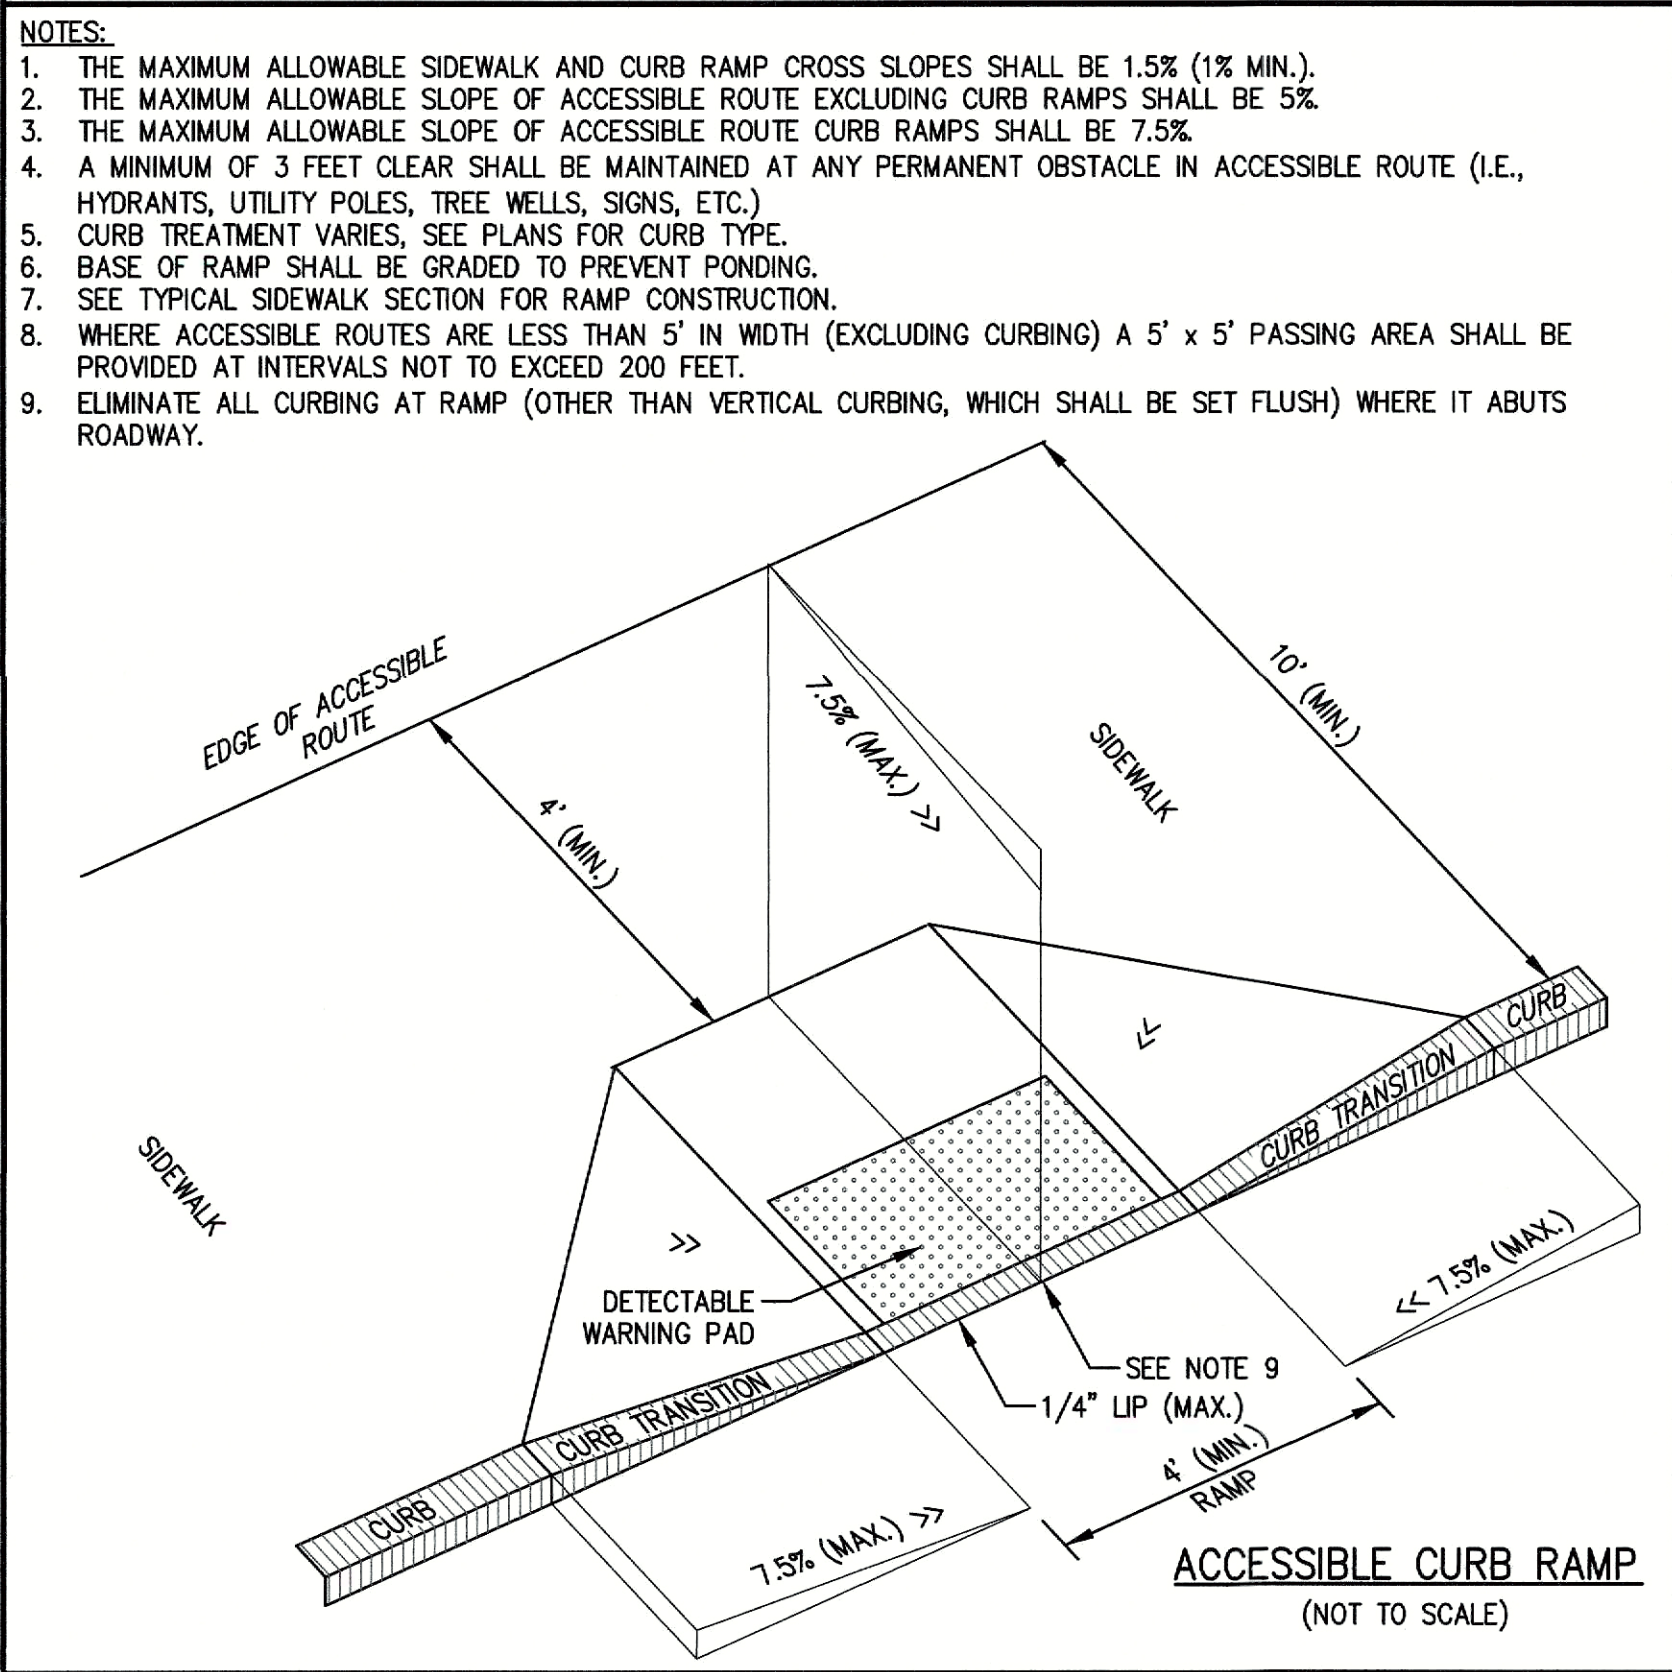 NOTES:
1. THE MAXIMUM ALLOWABLE SIDEWALK AND CURB RAMP CROSS SLOPES SHALL BE 1.5% (1% MIN.).
2. THE MAXIMUM ALLOWABLE SLOPE OF ACCESSIBLE ROUTE EXCLUDING CURB RAMPS SHALL BE 5%.
3. THE MAXIMUM ALLOWABLE SLOPE OF ACCESSIBLE ROUTE CURB RAMPS SHALL BE 7.5%.
4. A MINIMUM OF 3 FEET CLEAR SHALL BE MAINTAINED AT ANY PERMANENT OBSTACLE IN ACCESSIBLE ROUTE (I.E.,
HYDRANTS, UTILITY POLES, TREE WELLS, SIGNS, ETC.)
5. CURB TREATMENT VARIES, SEE PLANS FOR CURB TYPE.
6. BASE OF RAMP SHALL BE GRADED TO PREVENT PONDING.
7. SEE TYPICAL SIDEWALK SECTION FOR RAMP CONSTRUCTION.
8. WHERE ACCESSIBLE ROUTES ARE LESS THAN 5' IN WIDTH (EXCLUDING CURBING) A 5' x 5' PASSING AREA SHALL BE
PROVIDED AT INTERVALS NOT TO EXCEED 200 FEET.
9. ELIMINATE ALL CURBING AT RAMP (OTHER THAN VERTICAL CURBING, WHICH SHALL BE SET FLUSH) WHERE IT ABUTS
ROADWAY.
EDGE OF ACCESSIBLE
ROUTE
4' (MIN.)
7.5% (MAX.) >>
SIDEWALK
10' (MIN.)
SIDEWALK
CURB
CURB TRANSITION
<< 7.5% (MAX.)
DETECTABLE
WARNING PAD
SEE NOTE 9
1/4" LIP (MAX.)
4' (MIN.)
RAMP
CURB TRANSITION
CURB
7.5% (MAX.) >>
ACCESSIBLE CURB RAMP
(NOT TO SCALE)